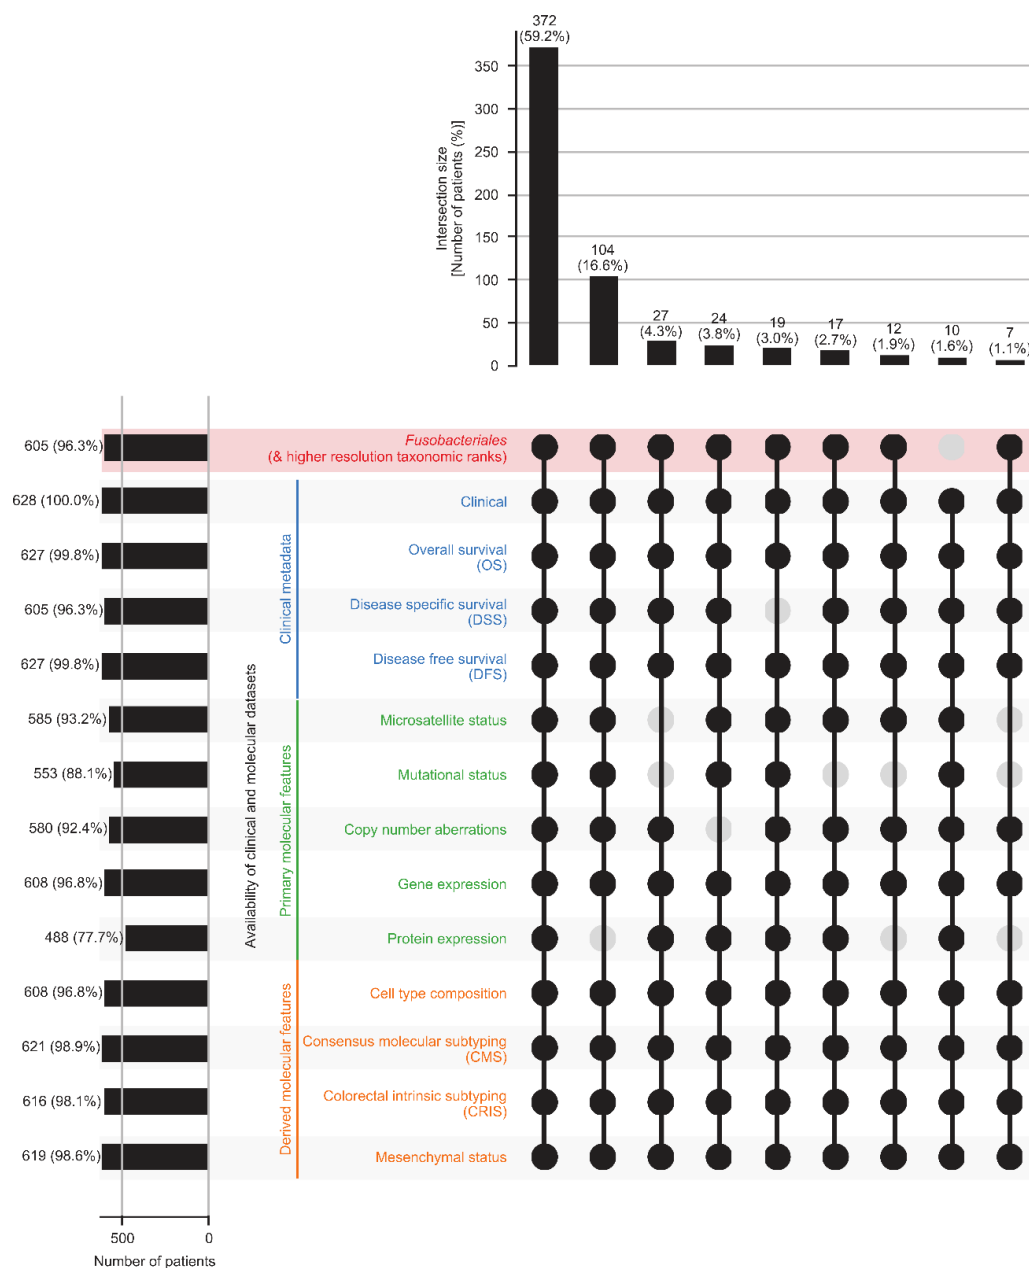 372
(59.2%)
350
300
250
200
150
100
50
0
Intersection size
[Number of patients (%)]
104
(16.6%)
27
(4.3%)
24
(3.8%)
19
(3.0%)
17
(2.7%)
12
(1.9%)
10
(1.6%)
7
(1.1%)
605 (96.3%)
Fusobacteriales
(& higher resolution taxonomic ranks)
628 (100.0%)
Clinical
627 (99.8%)
Overall survival
(OS)
605 (96.3%)
Disease specific survival
(DSS)
627 (99.8%)
Disease free survival
(DFS)
585 (93.2%)
Microsatellite status
553 (88.1%)
Mutational status
580 (92.4%)
Copy number aberrations
608 (96.8%)
Gene expression
488 (77.7%)
Protein expression
608 (96.8%)
Cell type composition
621 (98.9%)
Consensus molecular subtyping
(CMS)
616 (98.1%)
Colorectal intrinsic subtyping
(CRIS)
619 (98.6%)
Mesenchymal status
Availability of clinical and molecular datasets
Clinical metadata
Primary molecular features
Derived molecular features
500
0
Number of patients